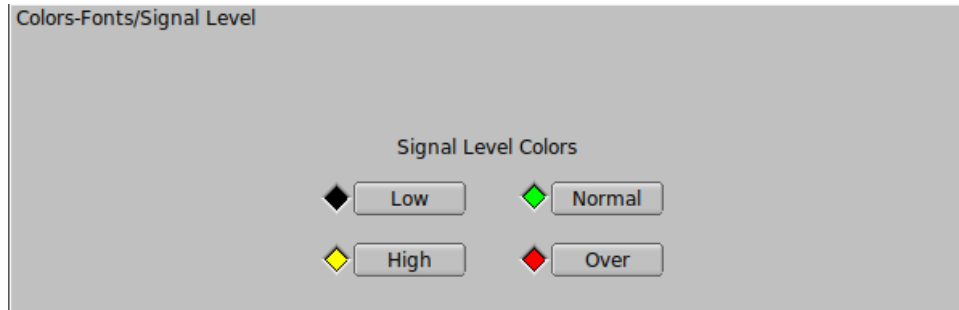 Colors-Fonts/Signal Level
Signal Level Colors
Low Normal
High Over